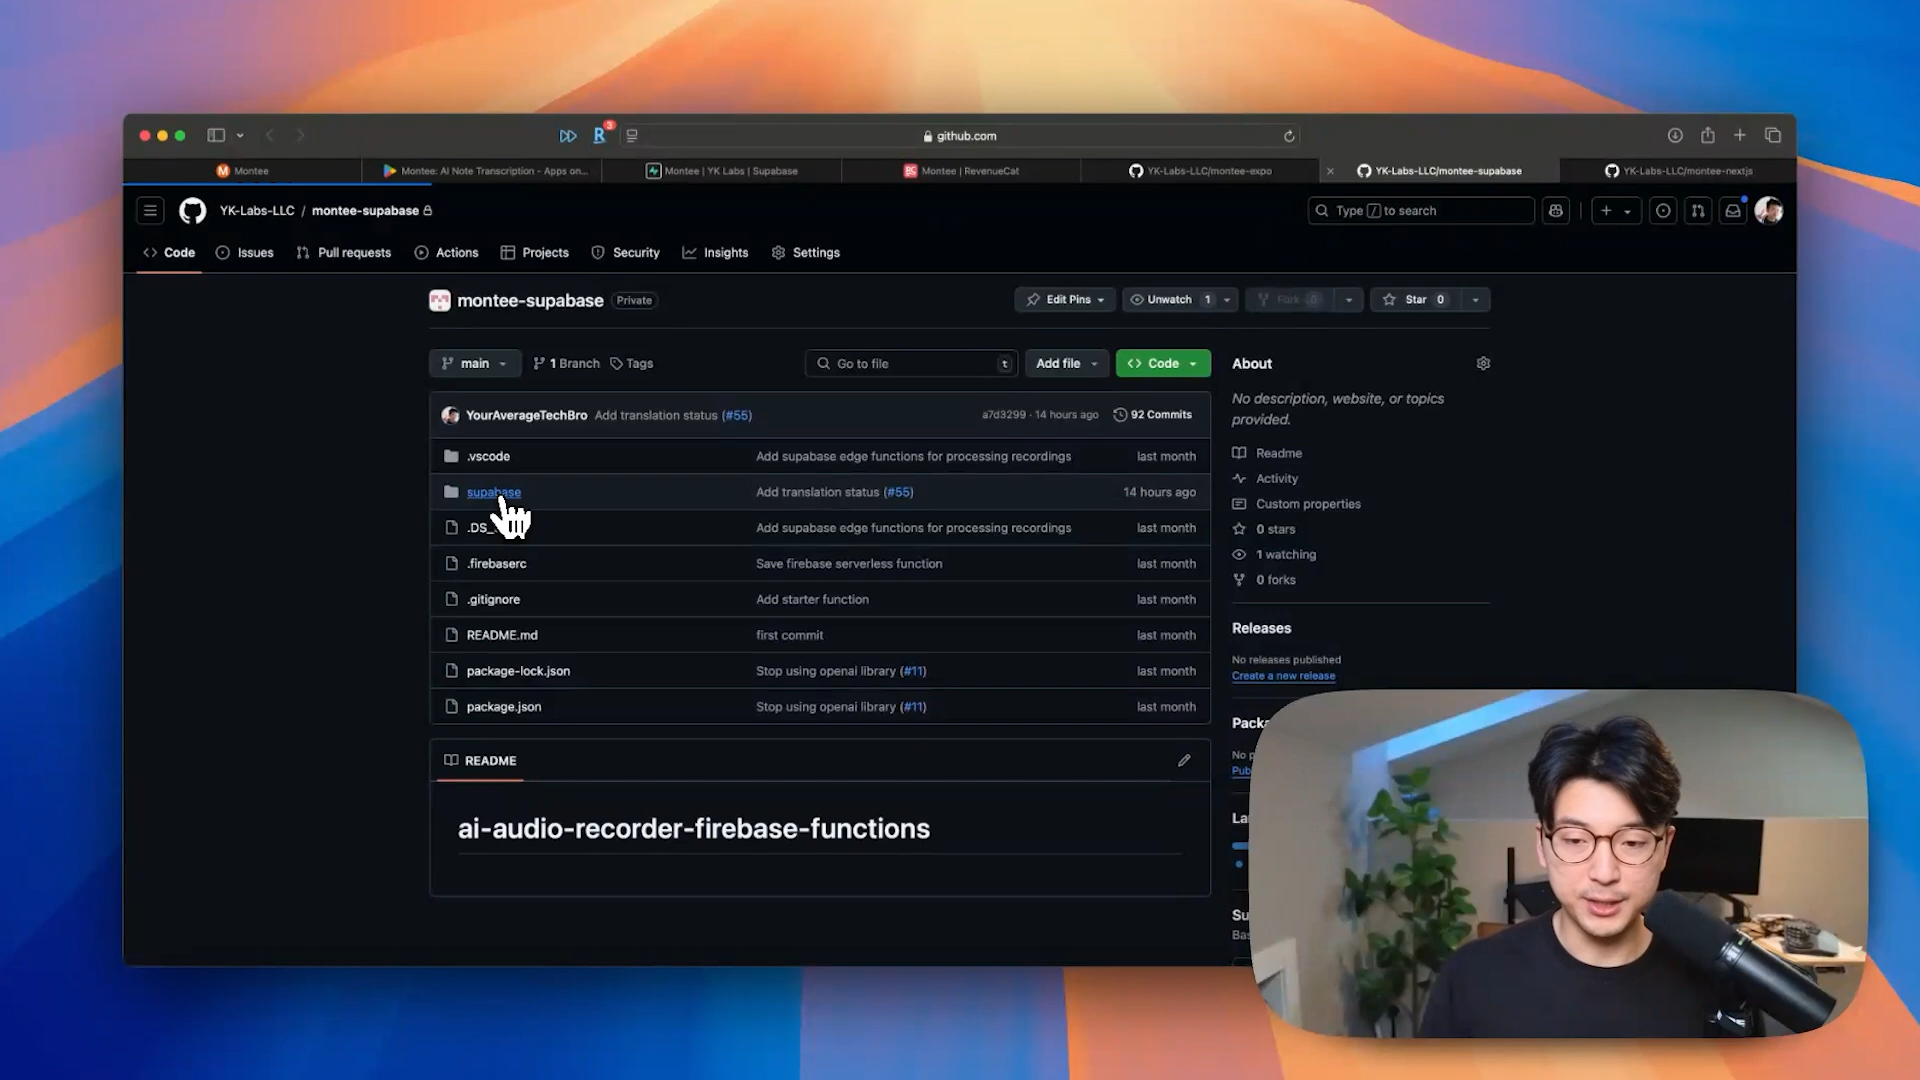 github.com
Montee
Montee: AI Note Transcription - Apps on...
Montee | YK Labs | Supabase
Montee | RevenueCat
YK-Labs-LLC/montee-expo
YK-Labs-LLC/montee-supabase
YK-Labs-LLC/montee-nextjs
YK-Labs-LLC / montee-supabase
Type / to search
Code
Issues
Pull requests
Actions
Projects
Security
Insights
Settings
montee-supabase Private
Edit Pins
Unwatch 1
Fork 0
Star 0
main
1 Branch
Tags
Go to file t
Add file
Code
YourAverageTechBro Add translation status (#55) a7d3299 · 14 hours ago 92 Commits
.vscode Add supabase edge functions for processing recordings last month
supabase Add translation status (#55) 14 hours ago
.DS_ Add supabase edge functions for processing recordings last month
.firebaserc Save firebase serverless function last month
.gitignore Add starter function last month
README.md first commit last month
package-lock.json Stop using openai library (#11) last month
package.json Stop using openai library (#11) last month
README
ai-audio-recorder-firebase-functions
About
No description, website, or topics
provided.
Readme
Activity
Custom properties
0 stars
1 watching
0 forks
Releases
No releases published
Create a new release